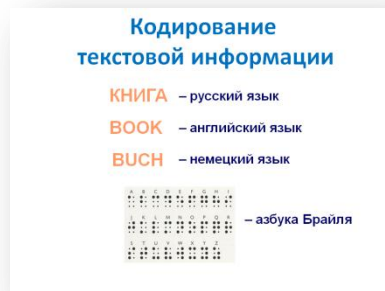 Кодирование
текстовой информации
КНИГА – русский язык
BOOK – английский язык
BUCH – немецкий язык
A B C D E F G H I
J K L M N O P Q R
S T U V W X Y Z
– азбука Брайля